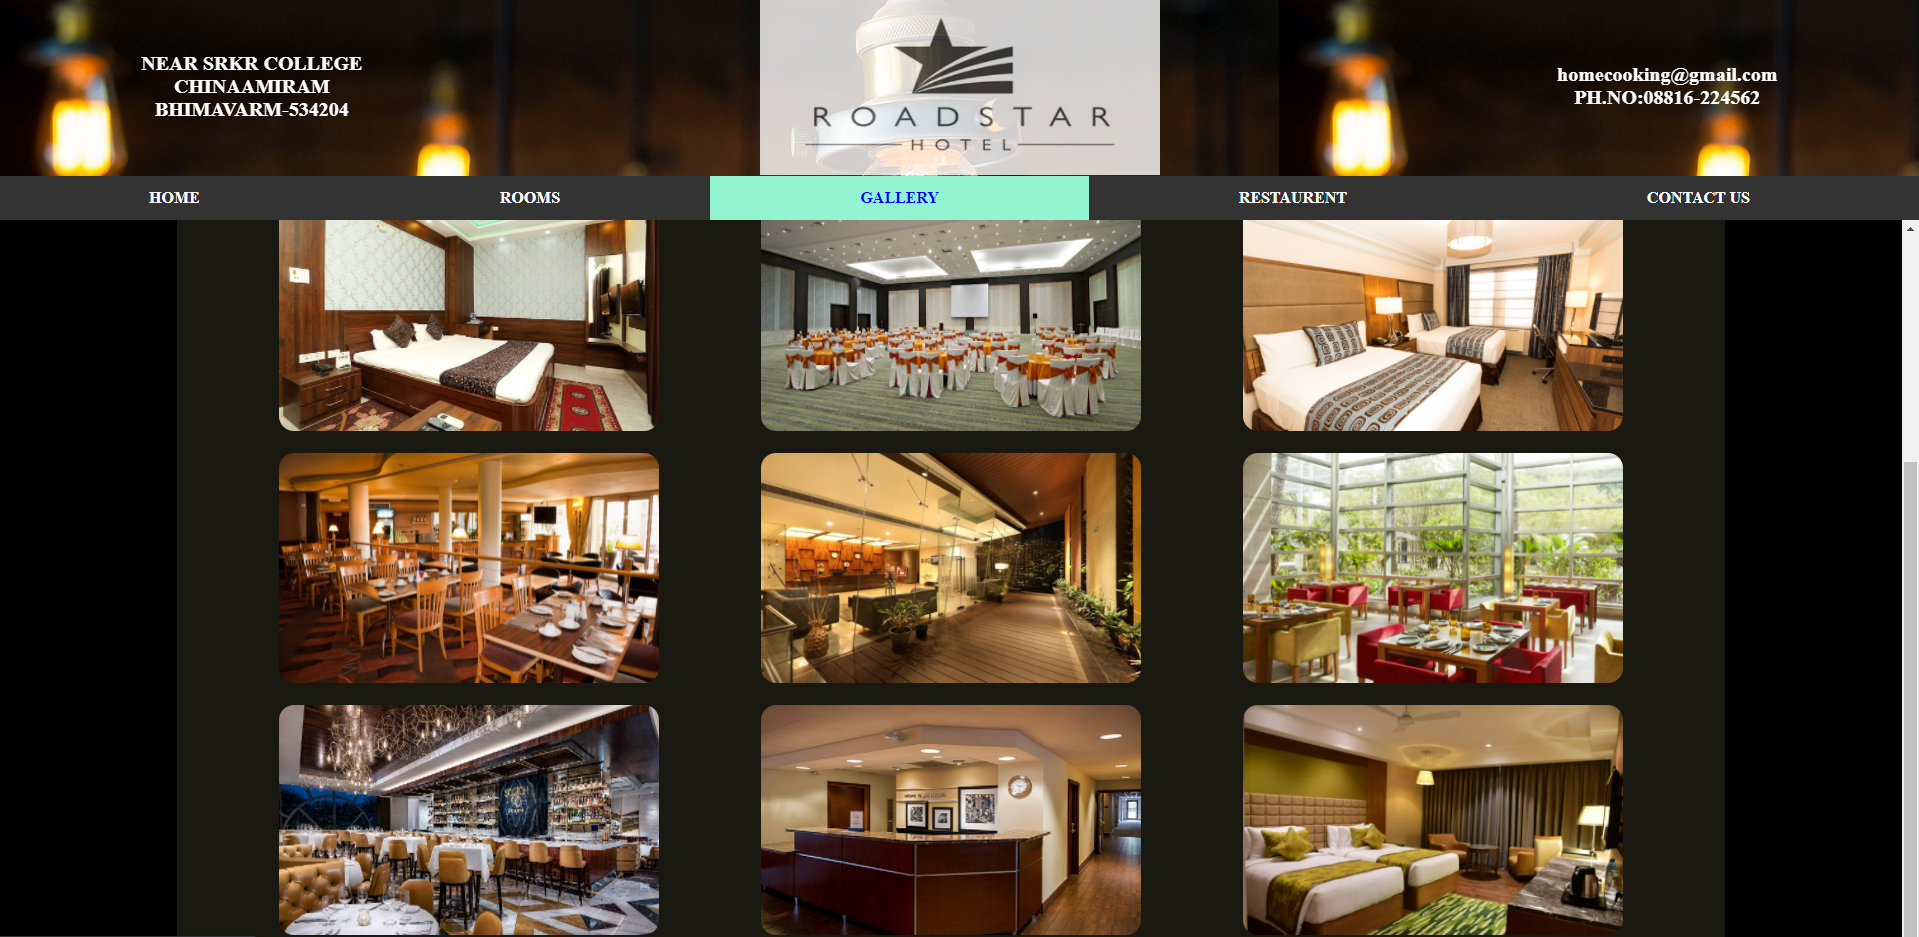 NEAR SRKR COLLEGE
CHINAAMIRAM
BHIMAVARM-534204
ROADSTAR
HOTEL
homecooking@gmail.com
PH.NO:08816-224562
HOME
ROOMS
GALLERY
RESTAURENT
CONTACT US